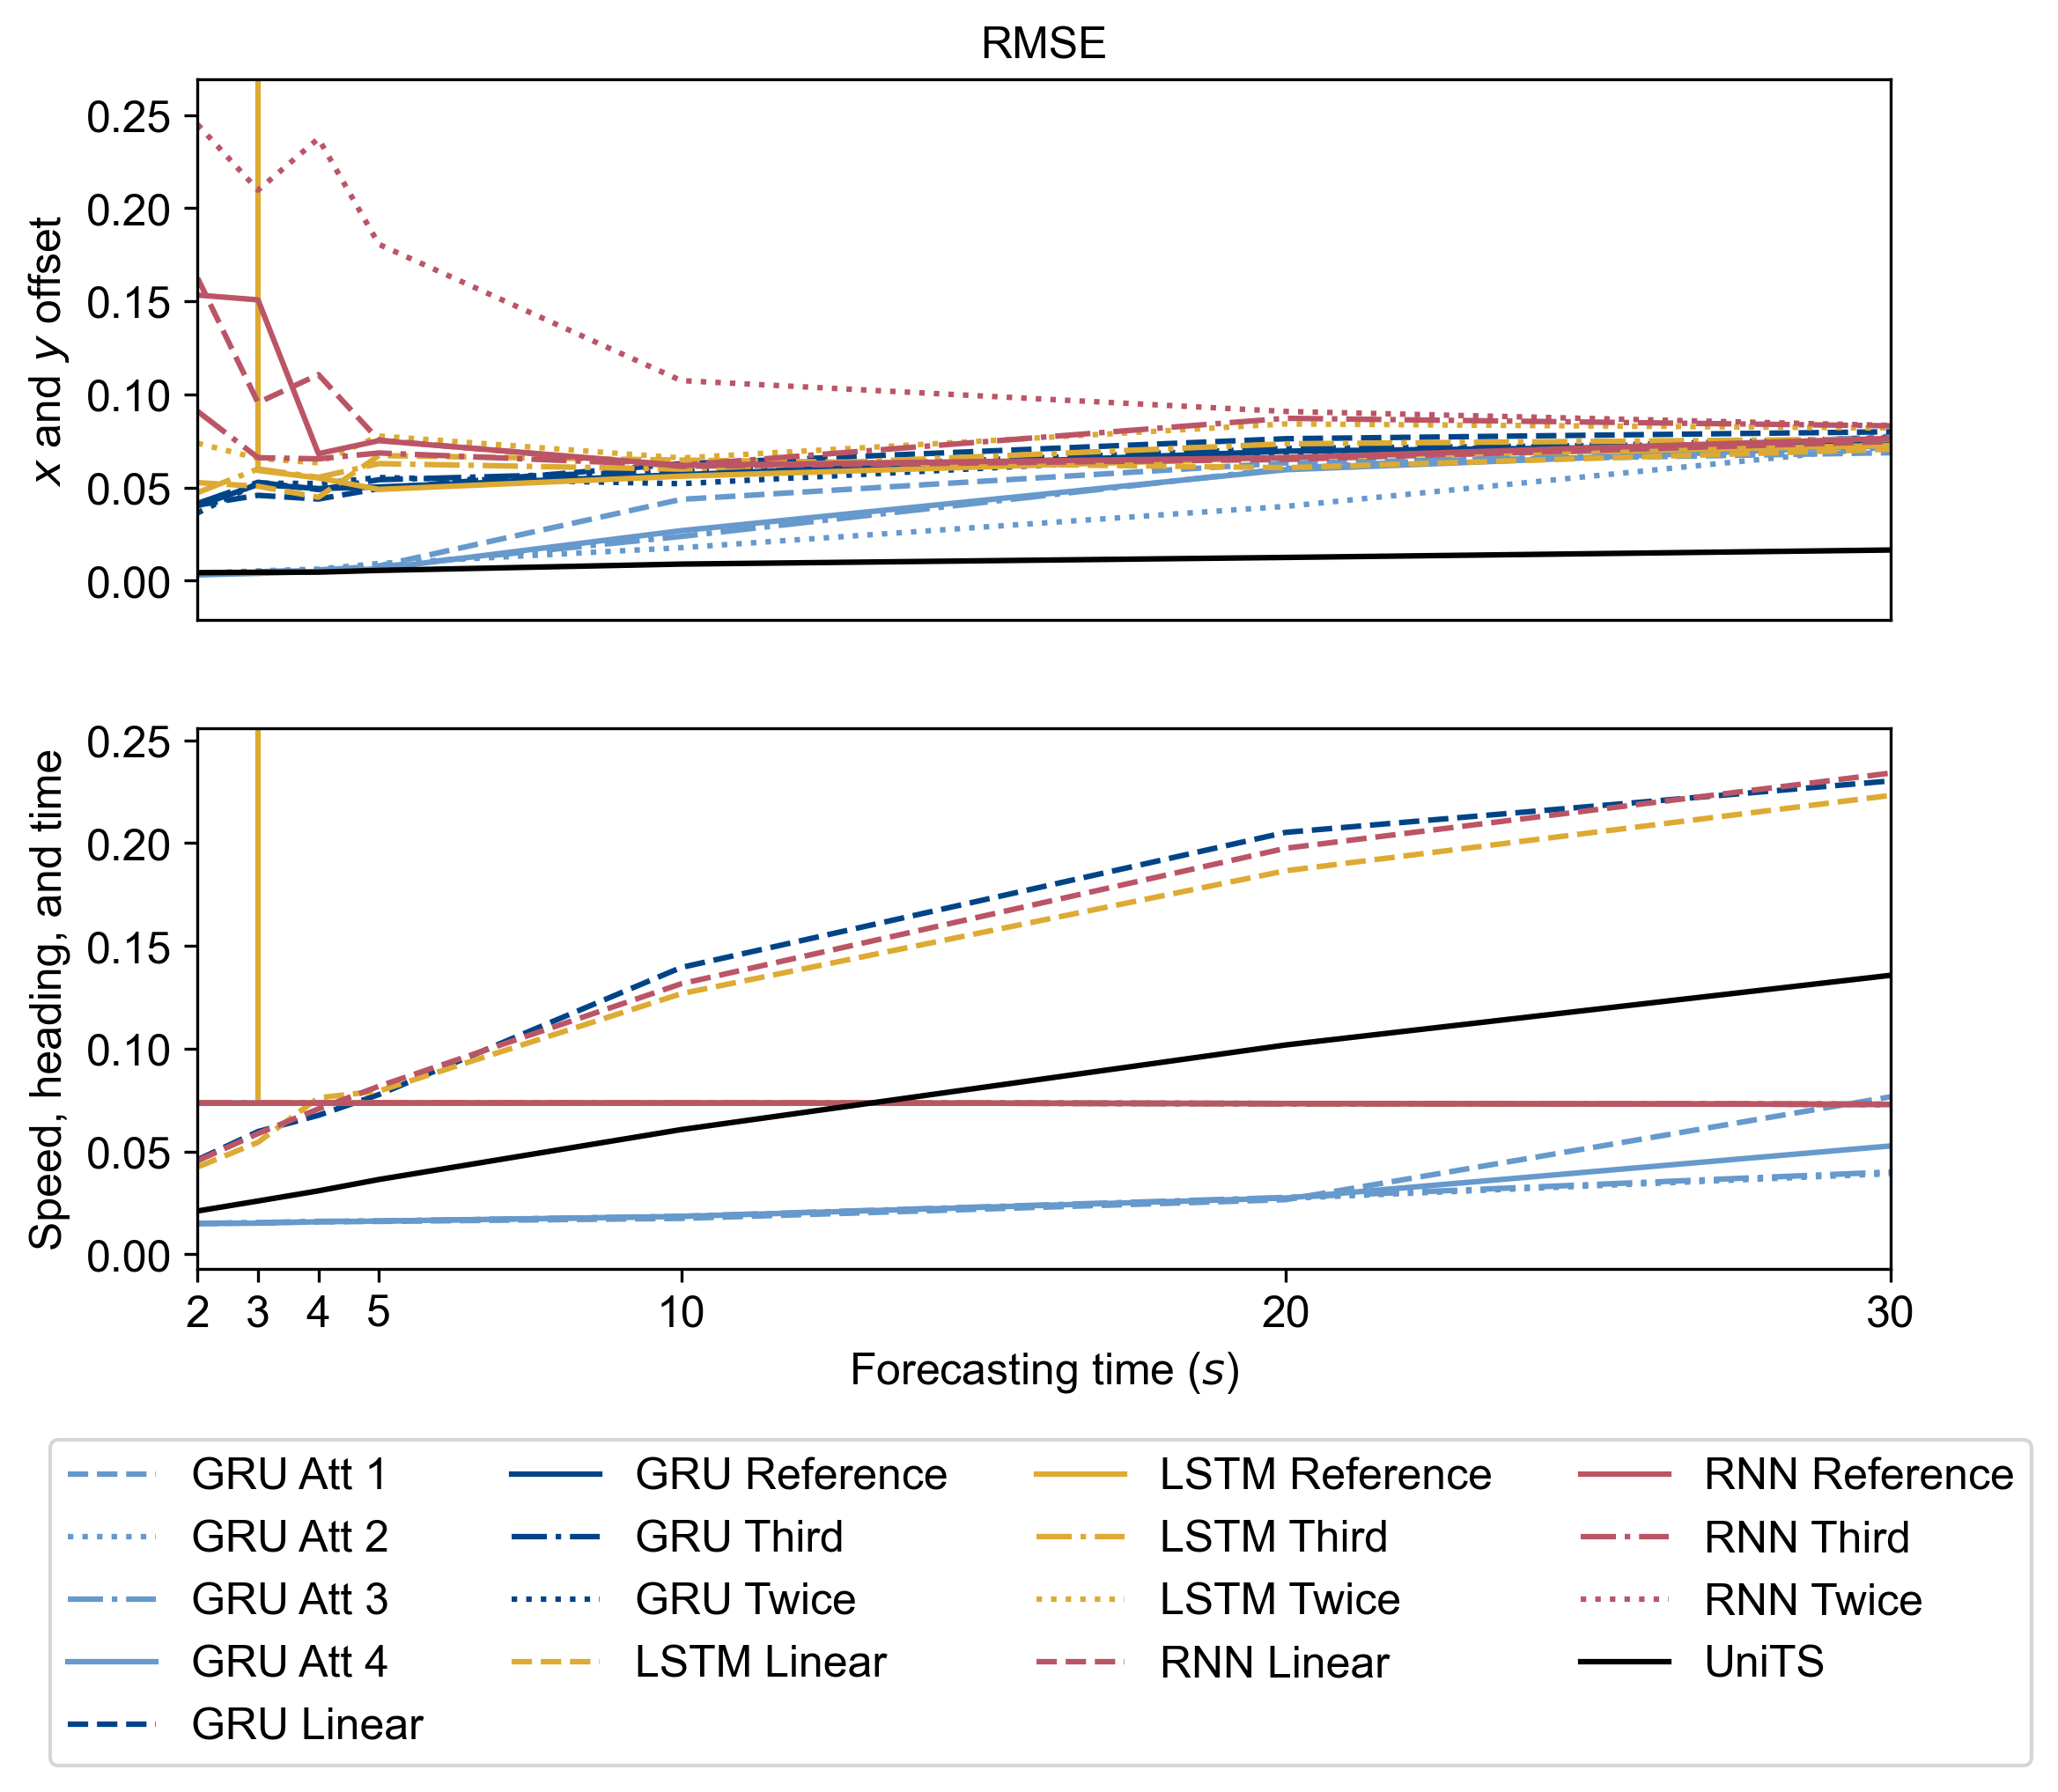 RMSE
0.25
0.20
0.15
0.10
0.05
0.00
x and y offset
0.25
0.20
0.15
0.10
0.05
0.00
Speed, heading, and time
2 3 4 5 10 20 30
Forecasting time (s)
GRU Att 1
GRU Att 2
GRU Att 3
GRU Att 4
GRU Linear
GRU Reference
GRU Third
GRU Twice
LSTM Linear
LSTM Reference
LSTM Third
LSTM Twice
RNN Linear
RNN Reference
RNN Third
RNN Twice
UniTS